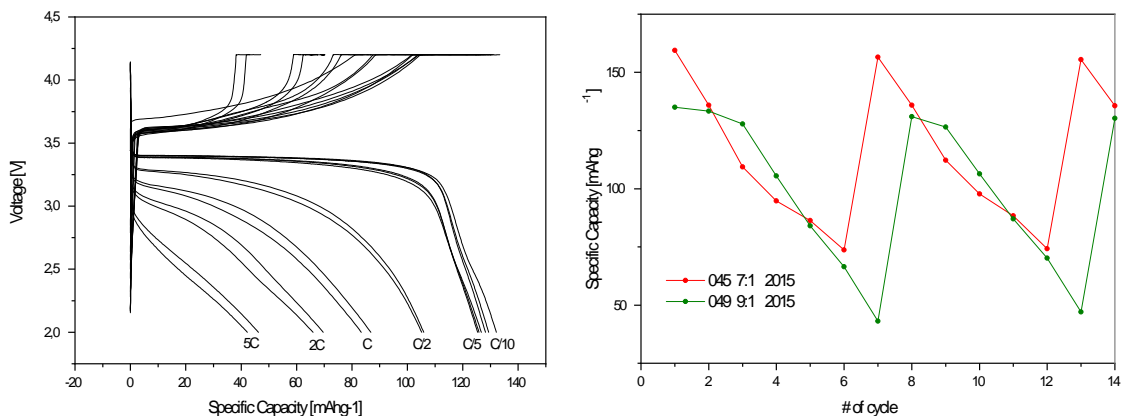 4,5
4,0
3,5
3,0
2,5
2,0
Voltage [V]
5C 2C C C/2 C/5 C/10
-20 0 20 40 60 80 100 120 140
Specific Capacity [mAhg-1]
150
100
50
Specific Capacity [mAhg-1]
045 7:1 2015
049 9:1 2015
0 2 4 6 8 10 12 14
# of cycle